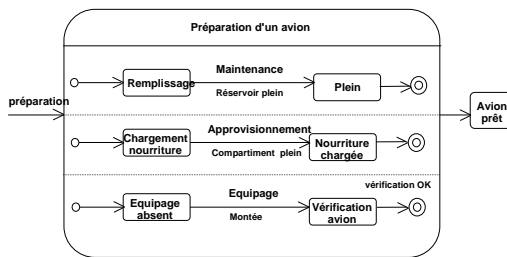 Préparation d'un avion
Maintenance
Remplissage
Réservoir plein
Plein
préparation
Avion
prêt
Approvisionnement
Chargement
nourriture
Compartiment plein
Nourriture
chargée
vérification OK
Equipage
Equipage
absent
Montée
Vérification
avion